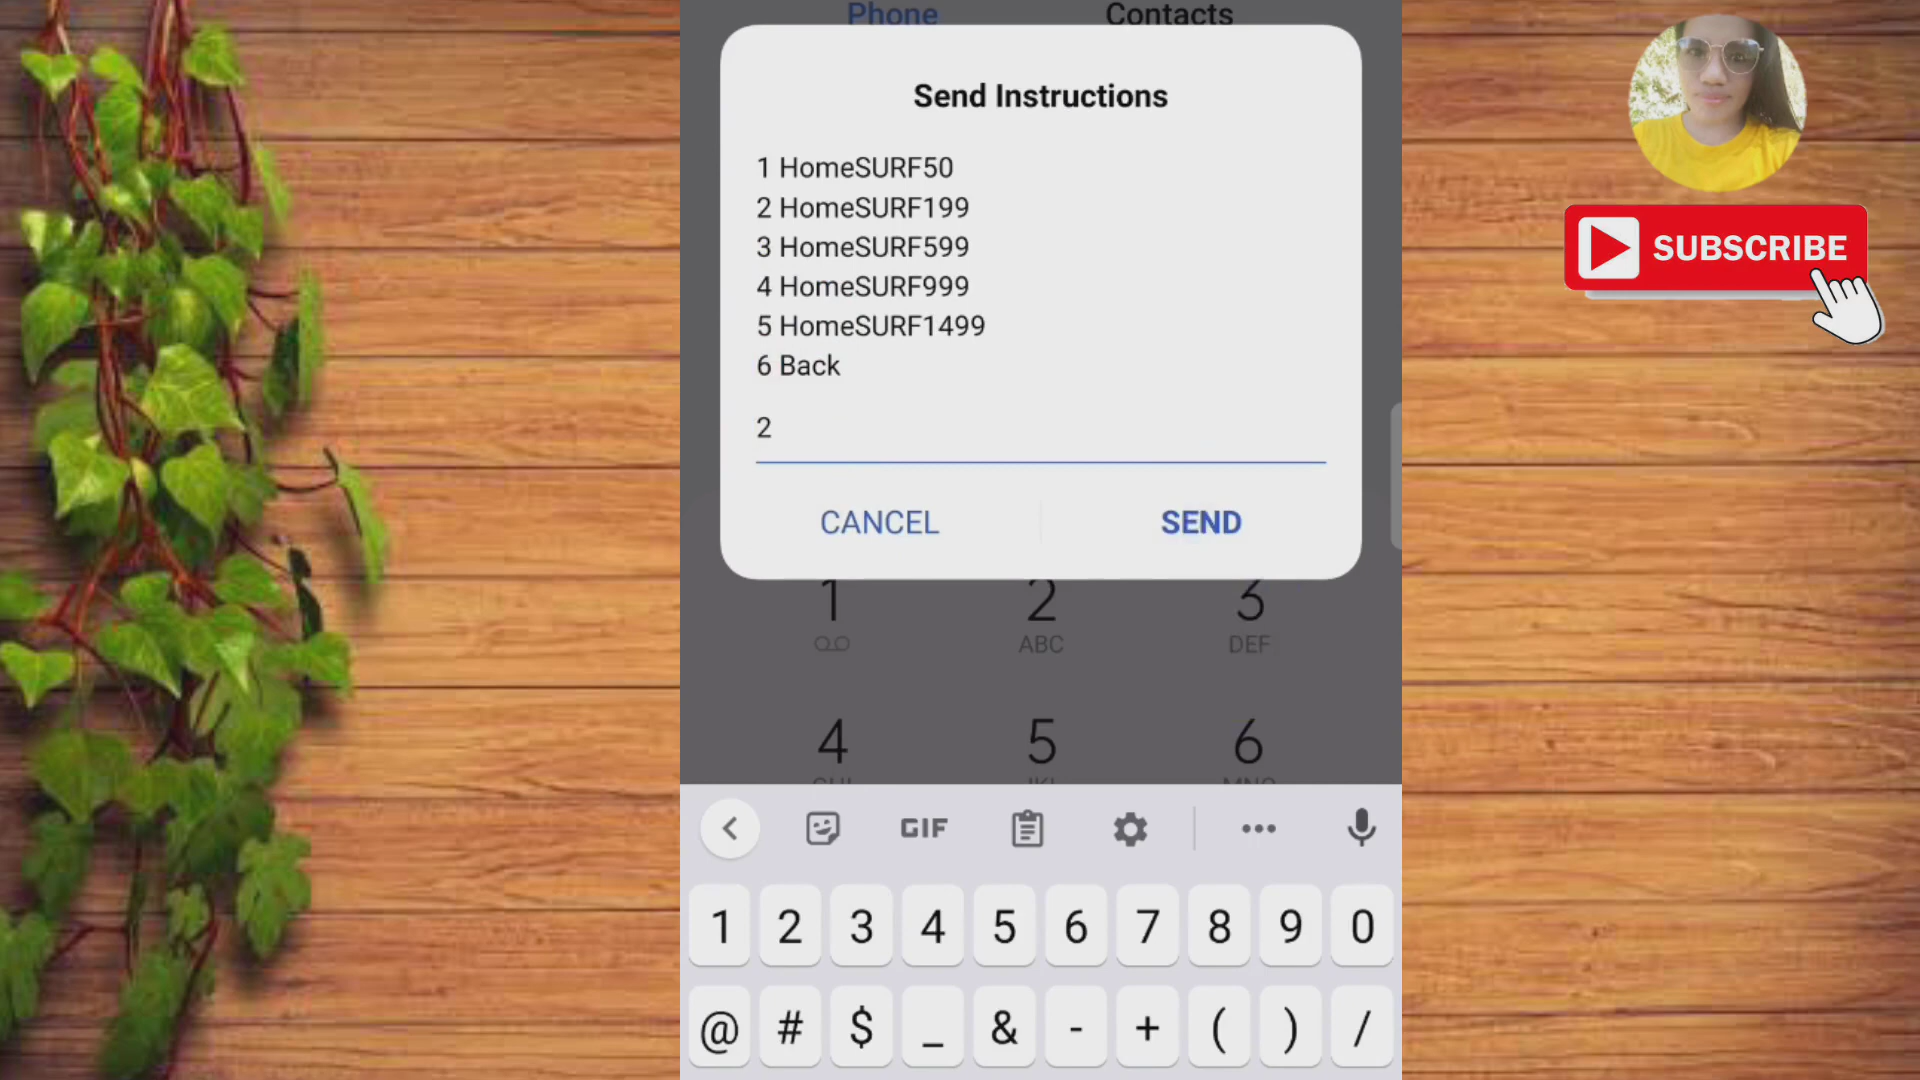 Phone Contacts
Send Instructions
1 HomeSURF50
2 HomeSURF199
3 HomeSURF599
4 HomeSURF999
5 HomeSURF1499
6 Back
2
CANCEL SEND
1 2 3
ABC DEF
4 5 6
GIF
1 2 3 4 5 6 7 8 9 0
@ # $ _ & - + ( ) /
SUBSCRIBE